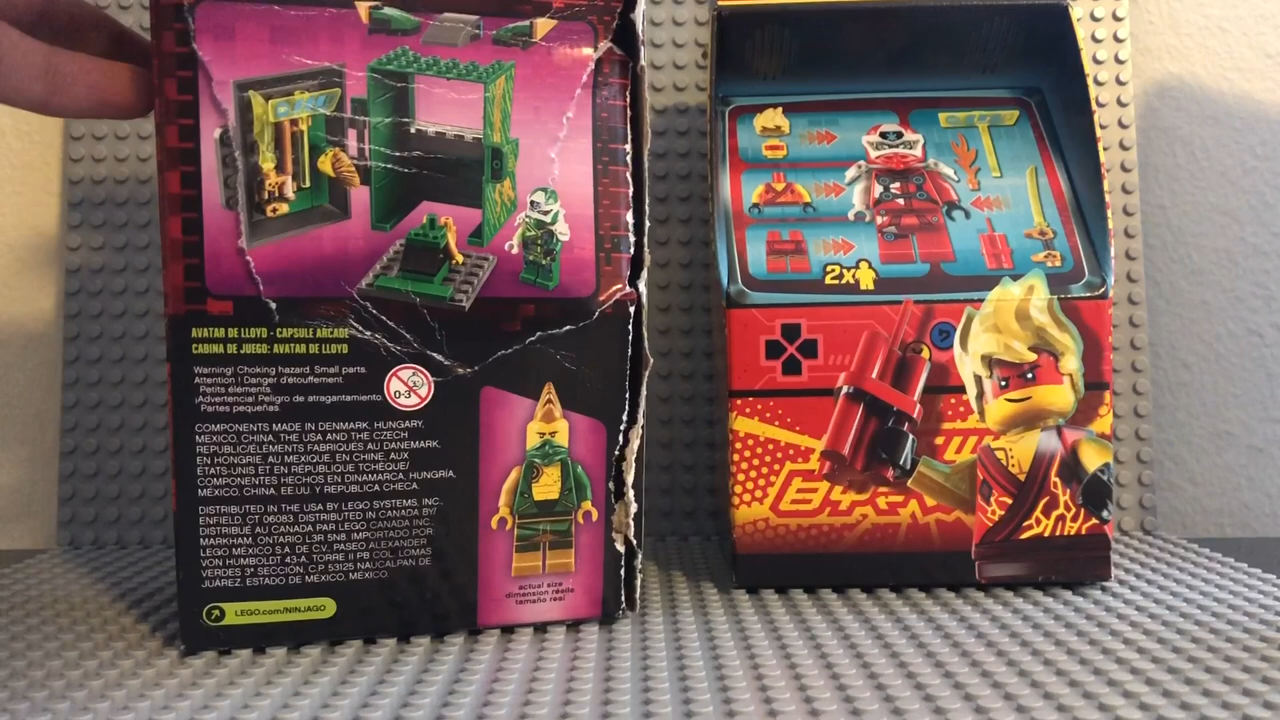 AVATAR DE LLOYD - CAPSULE ARCADE
CABINA DE JUEGO: AVATAR DE LLOYD
Warning! Choking hazard. Small parts.
Attention ! Danger d'étouffement.
Petits éléments.
¡Advertencia! Peligro de atragantamiento.
Partes pequeñas.
0-3
COMPONENTS MADE IN DENMARK, HUNGARY,
MEXICO, CHINA, THE USA AND THE CZECH
REPUBLIC/ÉLÉMENTS FABRIQUÉS AU DANEMARK,
EN HONGRIE, AU MEXIQUE, EN CHINE, AUX
ÉTATS-UNIS ET EN RÉPUBLIQUE TCHÈQUE/
COMPONENTES HECHOS EN DINAMARCA, HUNGRÍA,
MÉXICO, CHINA, EE.UU. Y REPÚBLICA CHECA.
DISTRIBUTED IN THE USA BY LEGO SYSTEMS, INC.,
ENFIELD, CT 06083. DISTRIBUTED IN CANADA BY/
DISTRIBUÉ AU CANADA PAR LEGO CANADA INC.,
MARKHAM, ONTARIO L3R 5N8. IMPORTADO POR:
LEGO MÉXICO S.A. DE C.V., PASEO ALEXANDER
VON HUMBOLDT 43-A, TORRE II PB COL. LOMAS
VERDES 3ª SECCIÓN, C.P. 53125 NAUCALPAN DE
JUÁREZ, ESTADO DE MÉXICO, MÉXICO.
LEGO.com/NINJAGO
actual size
dimension réelle
tamaño real
2x